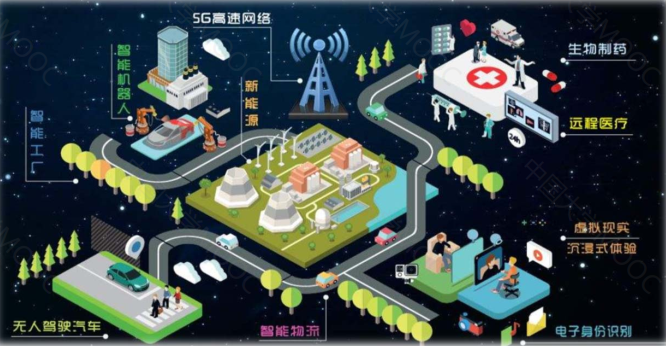 5G高速网络
生物制药
智能机器人
新能源
智能工厂
远程医疗
24h
虚拟现实
沉浸式体验
无人驾驶汽车
智能物流
电子身份识别